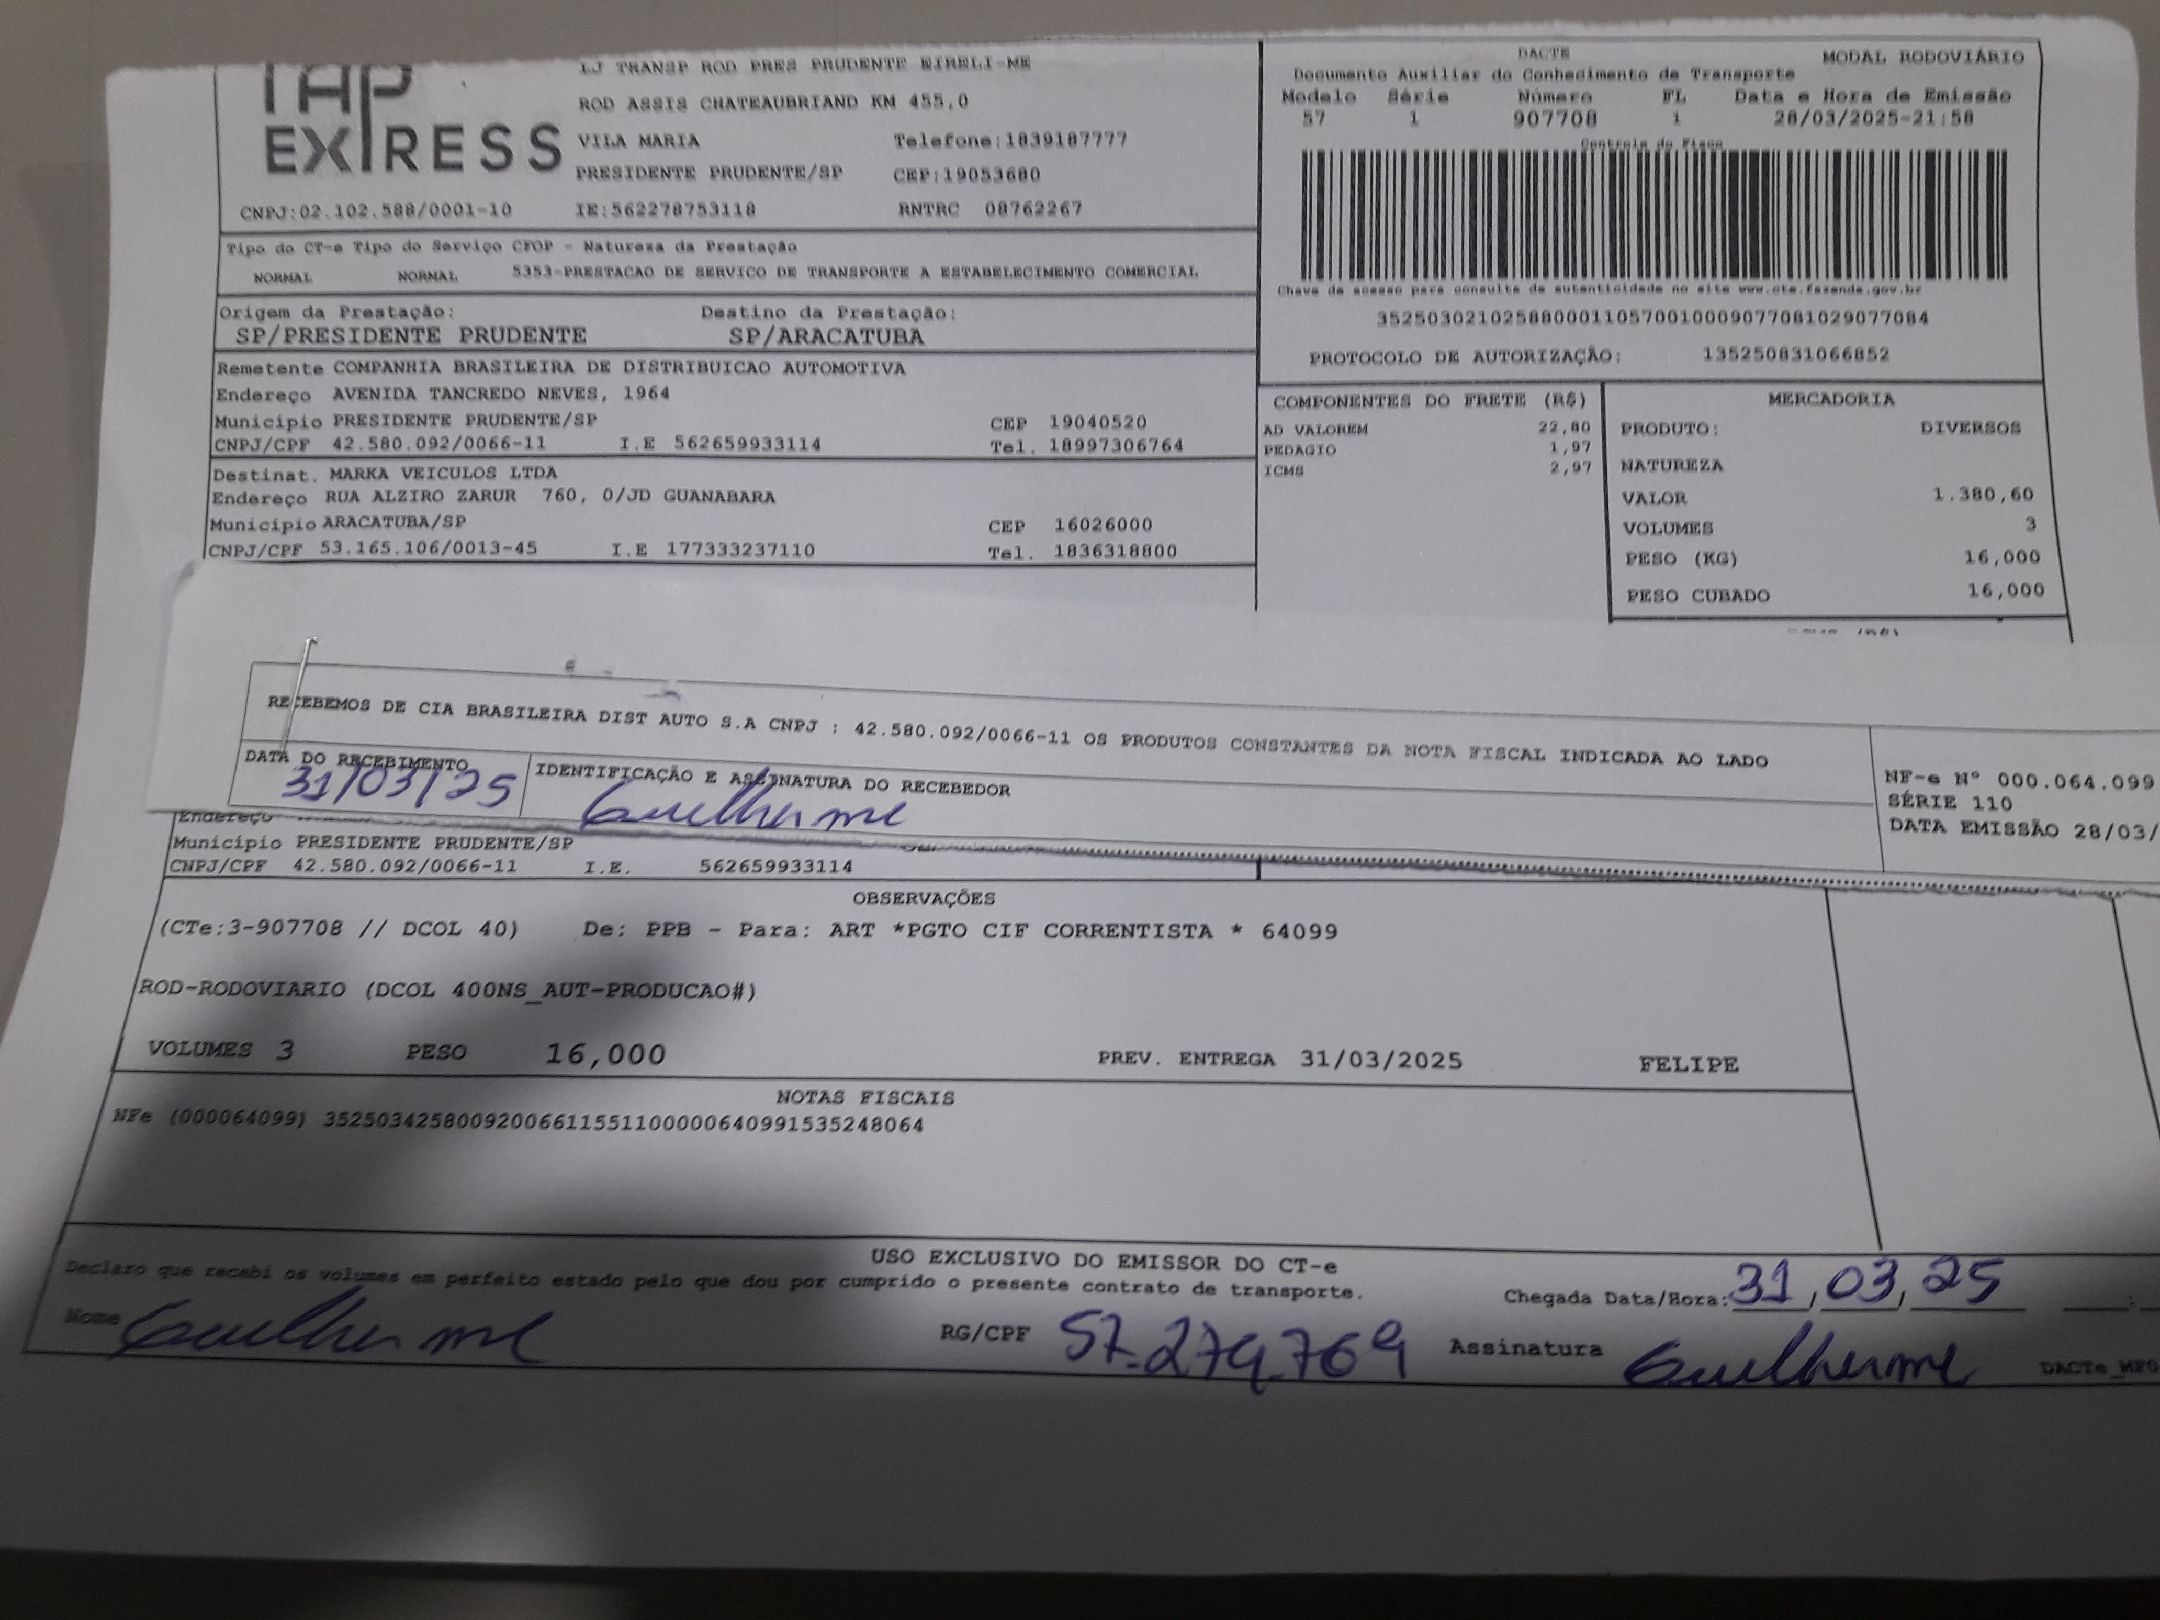 TAP
EXPRESS
LJ TRANSP ROD PRES PRUDENTE EIRELI-ME
ROD ASSIS CHATEAUBRIAND KM 455,0
VILA MARIA Telefone:1839187777
PRESIDENTE PRUDENTE/SP CEP:19053680
CNPJ:02.102.588/0001-10 IE:562278753118 RNTRC 08762267
Tipo do CT-e Tipo do Serviço CFOP - Natureza da Prestação
NORMAL NORMAL 5353-PRESTACAO DE SERVICO DE TRANSPORTE A ESTABELECIMENTO COMERCIAL
Origem da Prestação: Destino da Prestação:
SP/PRESIDENTE PRUDENTE SP/ARACATUBA
Remetente COMPANHIA BRASILEIRA DE DISTRIBUICAO AUTOMOTIVA
Endereço AVENIDA TANCREDO NEVES, 1964
Município PRESIDENTE PRUDENTE/SP CEP 19040520
CNPJ/CPF 42.580.092/0066-11 I.E 562659933114 Tel. 18997306764
Destinat. MARKA VEICULOS LTDA
Endereço RUA ALZIRO ZARUR 760, 0/JD GUANABARA
Município ARACATUBA/SP CEP 16026000
CNPJ/CPF 53.165.106/0013-45 I.E 177333237110 Tel. 1836318800
DACTE MODAL RODOVIÁRIO
Documento Auxiliar do Conhecimento de Transporte
Modelo Série Número FL Data e Hora de Emissão
57 1 907708 1 28/03/2025-21:58
Controle do Fisco
Chave de acesso para consulta de autenticidade no site www.cte.fazenda.gov.br
35250302102588000110570010009077081029077084
PROTOCOLO DE AUTORIZAÇÃO: 135250831066852
COMPONENTES DO FRETE (R$)
AD VALOREM 22,80
PEDAGIO 1,97
ICMS 2,97
MERCADORIA
PRODUTO: DIVERSOS
NATUREZA
VALOR 1.380,60
VOLUMES 3
PESO (KG) 16,000
PESO CUBADO 16,000
RECEBEMOS DE CIA BRASILEIRA DIST AUTO S.A CNPJ : 42.580.092/0066-11 OS PRODUTOS CONSTANTES DA NOTA FISCAL INDICADA AO LADO
DATA DO RECEBIMENTO IDENTIFICAÇÃO E ASSINATURA DO RECEBEDOR
31/03/25 Guilherme
NF-e Nº 000.064.099
SÉRIE 110
DATA EMISSÃO 28/03/
Endereço
Município PRESIDENTE PRUDENTE/SP
CNPJ/CPF 42.580.092/0066-11 I.E. 562659933114
OBSERVAÇÕES
(CTe:3-907708 // DCOL 40) De: PPB - Para: ART *PGTO CIF CORRENTISTA * 64099
ROD-RODOVIARIO (DCOL 400NS_AUT-PRODUCAO#)
VOLUMES 3 PESO 16,000 PREV. ENTREGA 31/03/2025 FELIPE
NOTAS FISCAIS
NFe (000064099) 35250342580092006611551100000640991535248064
USO EXCLUSIVO DO EMISSOR DO CT-e
Declaro que recebi os volumes em perfeito estado pelo que dou por cumprido o presente contrato de transporte.
Chegada Data/Hora: 31/03/25
Nome Guilherme RG/CPF 57.279.769 Assinatura Guilherme